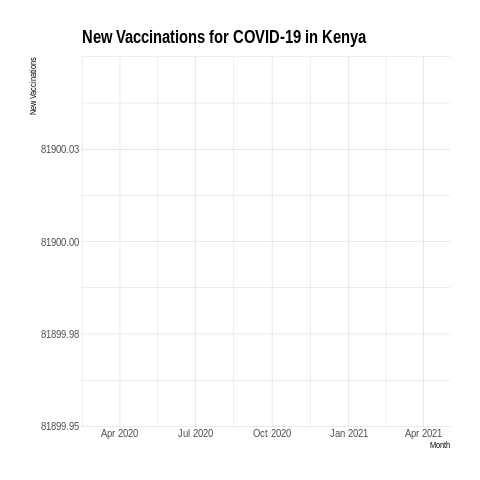 New Vaccinations for COVID-19 in Kenya
New Vaccinations
81900.03
81900.00
81899.98
81899.95
Apr 2020 Jul 2020 Oct 2020 Jan 2021 Apr 2021
Month